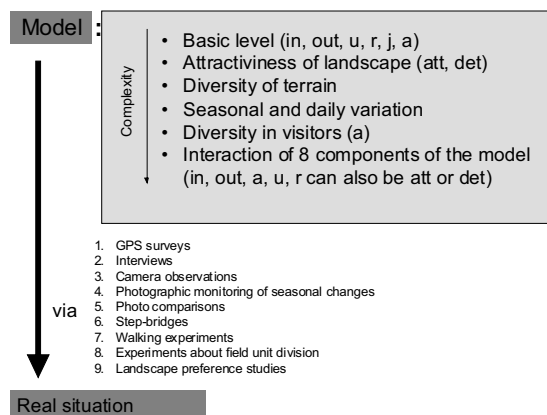 Model :
Complexity
• Basic level (in, out, u, r, j, a)
• Attractiviness of landscape (att, det)
• Diversity of terrain
• Seasonal and daily variation
• Diversity in visitors (a)
• Interaction of 8 components of the model
(in, out, a, u, r can also be att or det)
via
1. GPS surveys
2. Interviews
3. Camera observations
4. Photographic monitoring of seasonal changes
5. Photo comparisons
6. Step-bridges
7. Walking experiments
8. Experiments about field unit division
9. Landscape preference studies
Real situation